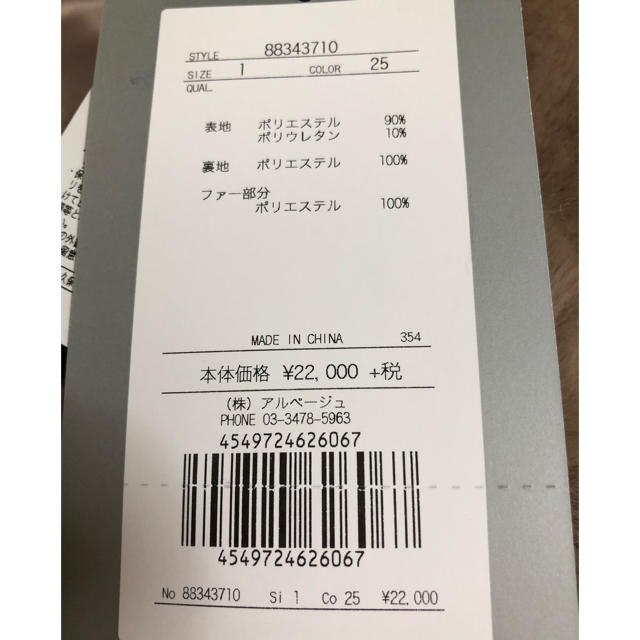 STYLE 88343710
SIZE 1 COLOR 25
QUAL.
表地 ポリエステル 90%
ポリウレタン 10%
裏地 ポリエステル 100%
ファー部分
ポリエステル 100%
MADE IN CHINA 354
本体価格 ¥22,000 +税
(株) アルページュ
PHONE 03-3478-5963
4549724626067
4549724626067
No 88343710 Si 1 Co 25 ¥22,000